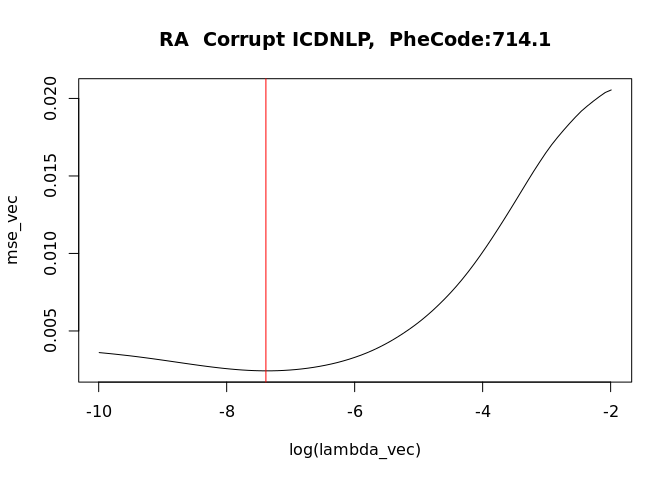 RA  Corrupt ICDNLP,  PheCode:714.1
0.020
0.015
0.010
0.005
mse_vec
-10 -8 -6 -4 -2
log(lambda_vec)